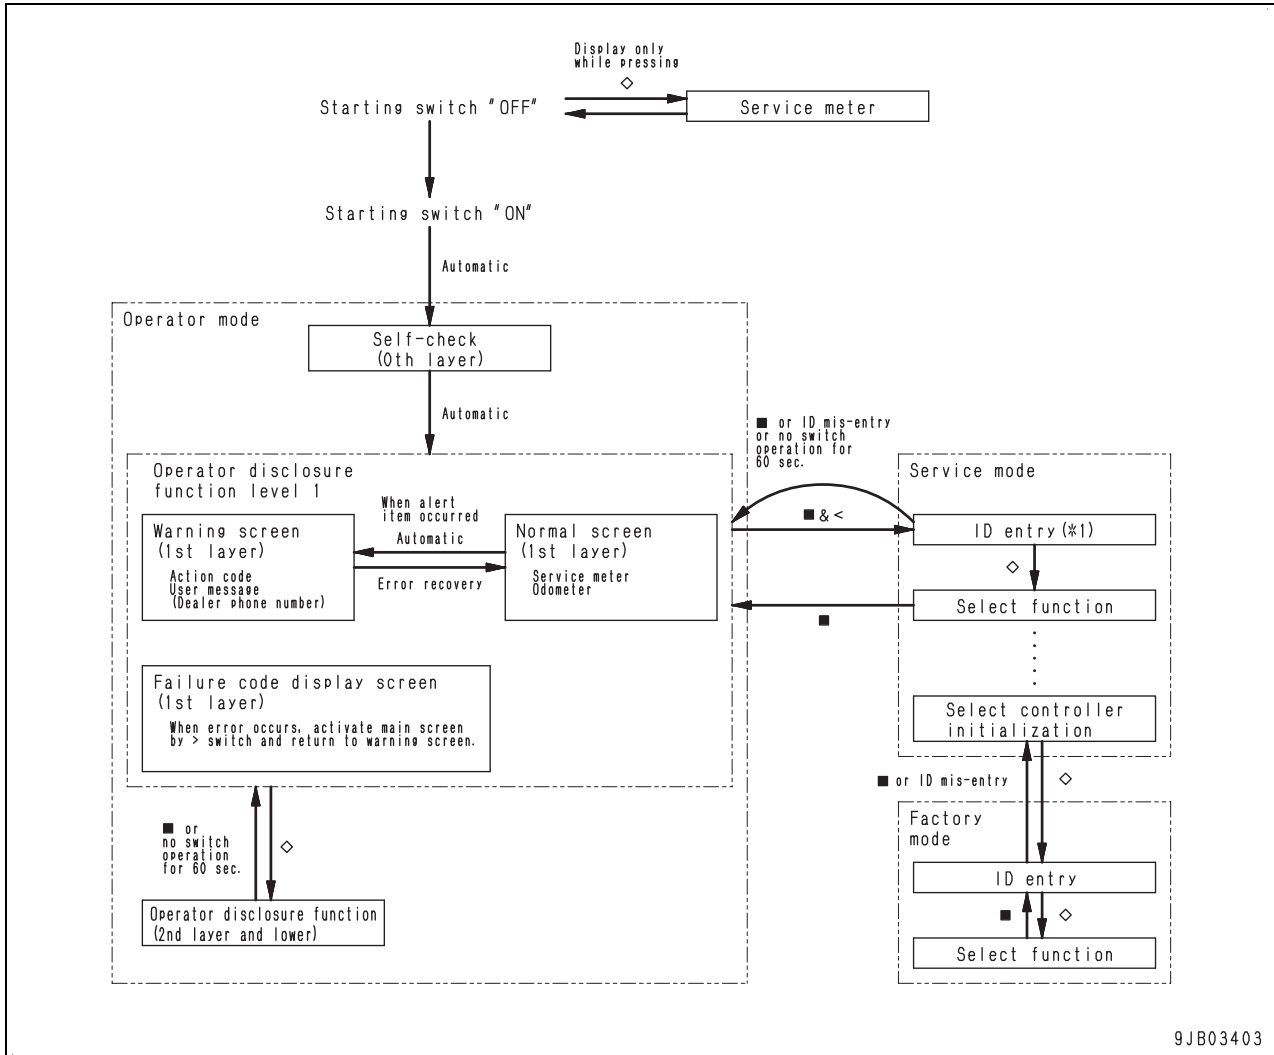 Display only
while pressing
◇
Starting switch "OFF"
Service meter
Starting switch "ON"
Automatic
Operator mode
Self-check
(0th layer)
Automatic
■ or ID mis-entry
or no switch
operation for
60 sec.
Operator disclosure
function level 1
Service mode
When alert
item occurred
Automatic
Error recovery
Warning screen
(1st layer)
Action code
User message
(Dealer phone number)
Normal screen
(1st layer)
Service meter
Odometer
■ & <
ID entry (*1)
◇
Select function
■
Failure code display screen
(1st layer)
When error occurs, activate main screen
by > switch and return to warning screen.
Select controller
initialization
■ or ID mis-entry
◇
■ or
no switch
operation
for 60 sec.
◇
Factory
mode
ID entry
■
◇
Select function
Operator disclosure function
(2nd layer and lower)
9JB03403